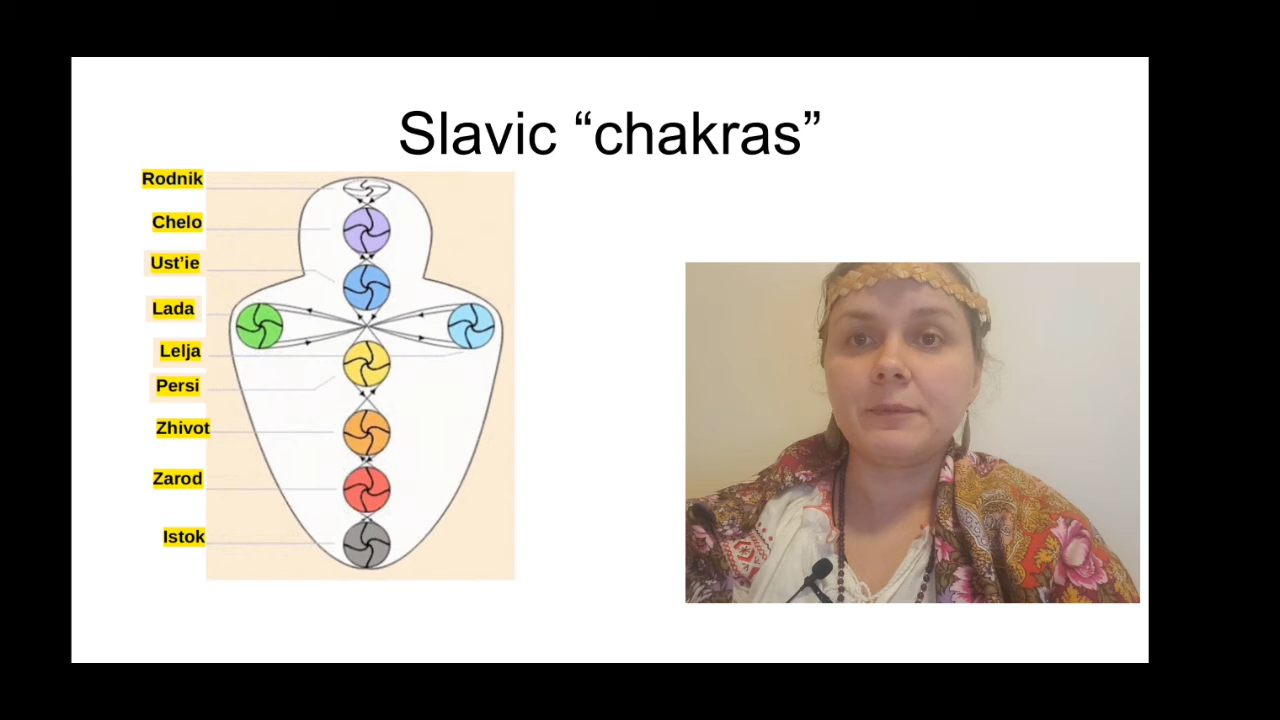 Slavic “chakras”
Rodnik
Chelo
Ust’ie
Lada
Lelja
Persi
Zhivot
Zarod
Istok